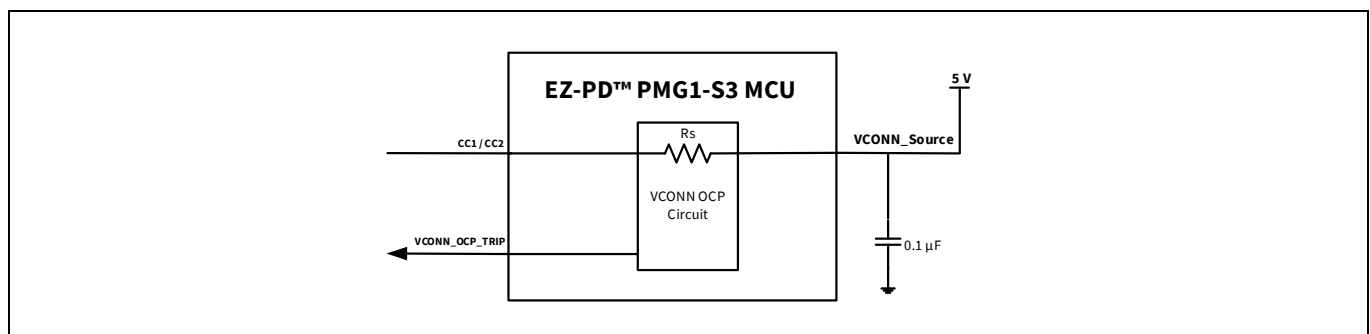 EZ-PD™ PMG1-S3 MCU
5 V
Rs
VCONN_Source
CC1/CC2
VCONN OCP
Circuit
VCONN_OCP_TRIP
0.1 µF